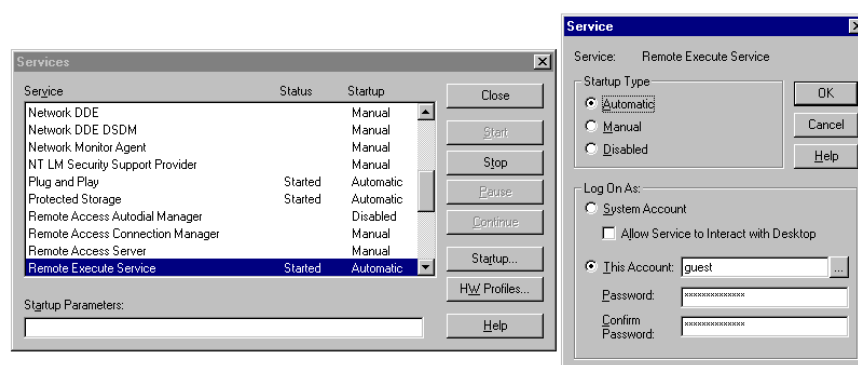 Services
Service Status Startup
Network DDE Manual
Network DDE DSDM Manual
Network Monitor Agent Manual
NT LM Security Support Provider Manual
Plug and Play Started Automatic
Protected Storage Started Automatic
Remote Access Autodial Manager Disabled
Remote Access Connection Manager Manual
Remote Access Server Manual
Remote Execute Service Started Automatic
Startup Parameters:
Close
Start
Stop
Pause
Continue
Startup...
HW Profiles...
Help
Service
Service: Remote Execute Service
Startup Type
Automatic
Manual
Disabled
OK
Cancel
Help
Log On As:
System Account
Allow Service to Interact with Desktop
This Account: guest ...
Password: xxxxxxxxxxxxxx
Confirm
Password: xxxxxxxxxxxxxx